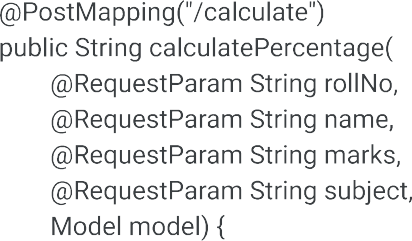 @PostMapping("/calculate")
public String calculatePercentage(
@RequestParam String rollNo,
@RequestParam String name,
@RequestParam String marks,
@RequestParam String subject,
Model model) {